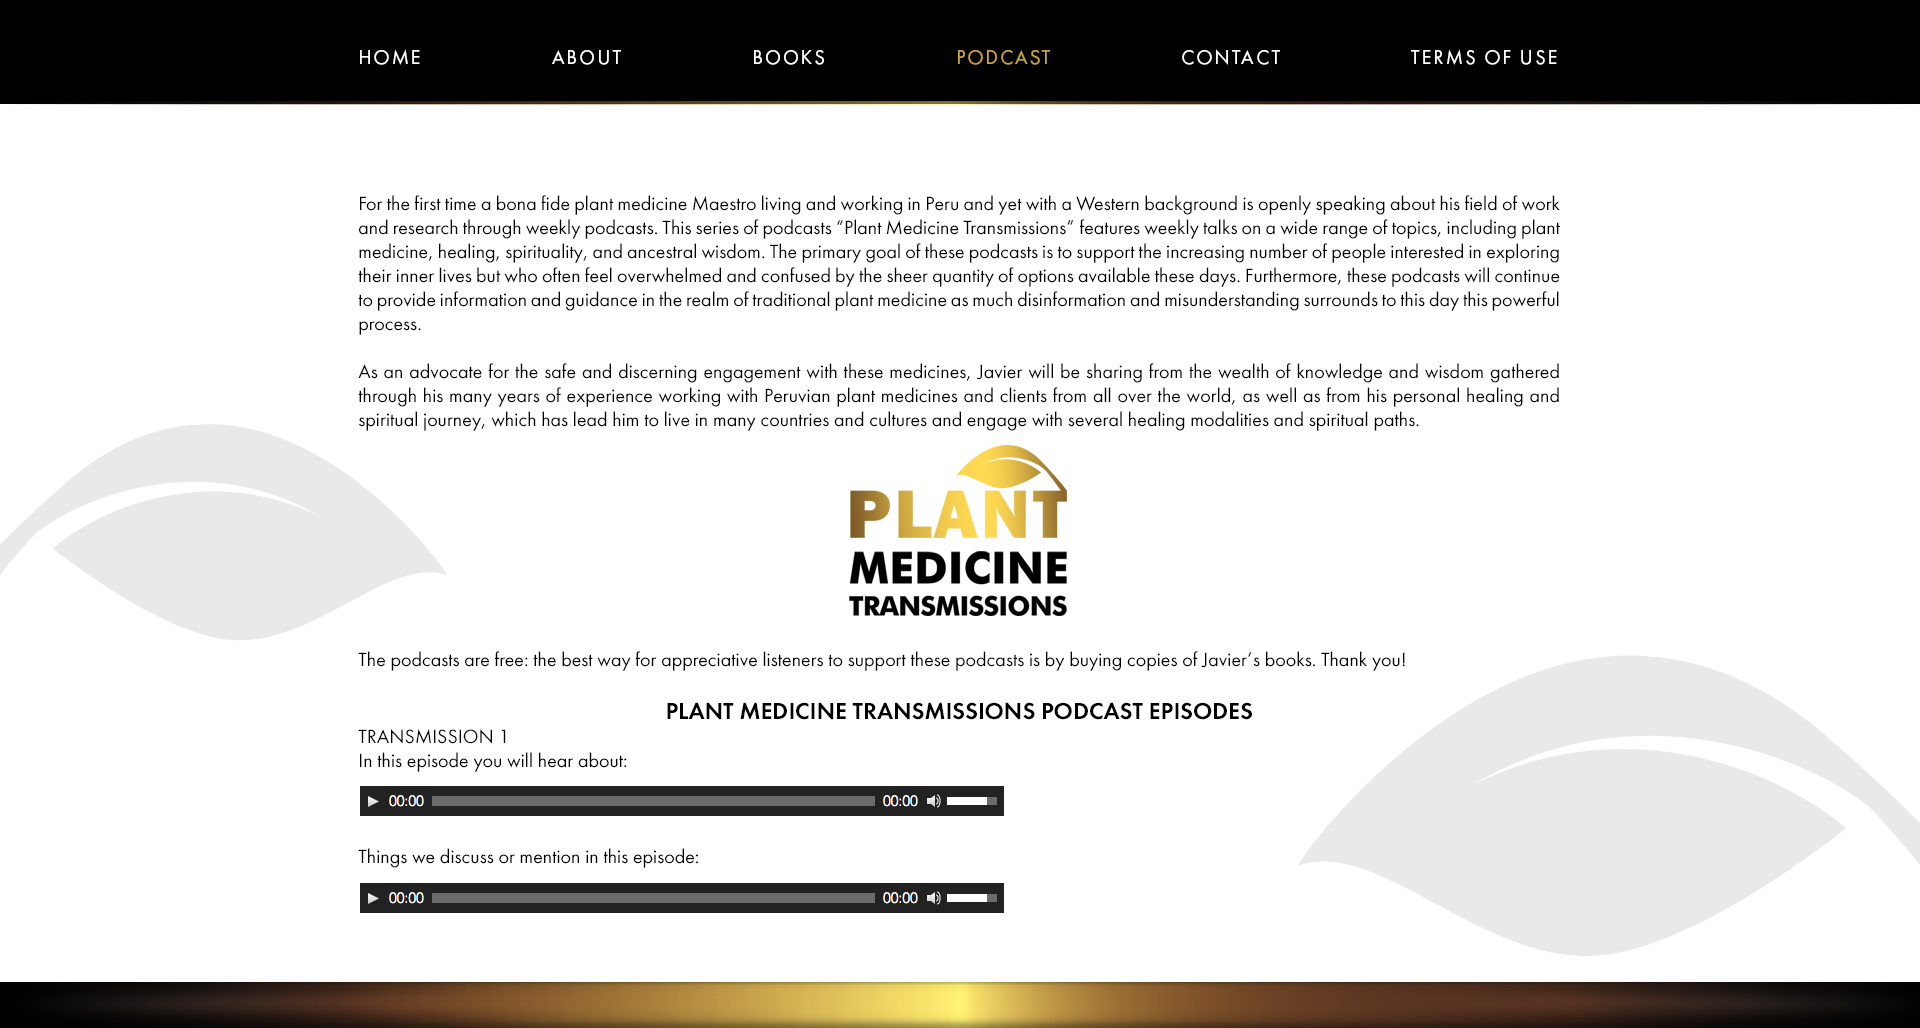 HOME ABOUT BOOKS PODCAST CONTACT TERMS OF USE
For the first time a bona fide plant medicine Maestro living and working in Peru and yet with a Western background is openly speaking about his field of work
and research through weekly podcasts. This series of podcasts “Plant Medicine Transmissions” features weekly talks on a wide range of topics, including plant
medicine, healing, spirituality, and ancestral wisdom. The primary goal of these podcasts is to support the increasing number of people interested in exploring
their inner lives but who often feel overwhelmed and confused by the sheer quantity of options available these days. Furthermore, these podcasts will continue
to provide information and guidance in the realm of traditional plant medicine as much disinformation and misunderstanding surrounds to this day this powerful
process.
As an advocate for the safe and discerning engagement with these medicines, Javier will be sharing from the wealth of knowledge and wisdom gathered
through his many years of experience working with Peruvian plant medicines and clients from all over the world, as well as from his personal healing and
spiritual journey, which has lead him to live in many countries and cultures and engage with several healing modalities and spiritual paths.
PLANT
MEDICINE
TRANSMISSIONS
The podcasts are free: the best way for appreciative listeners to support these podcasts is by buying copies of Javier’s books. Thank you!
PLANT MEDICINE TRANSMISSIONS PODCAST EPISODES
TRANSMISSION 1
In this episode you will hear about:
00:00 00:00
Things we discuss or mention in this episode:
00:00 00:00